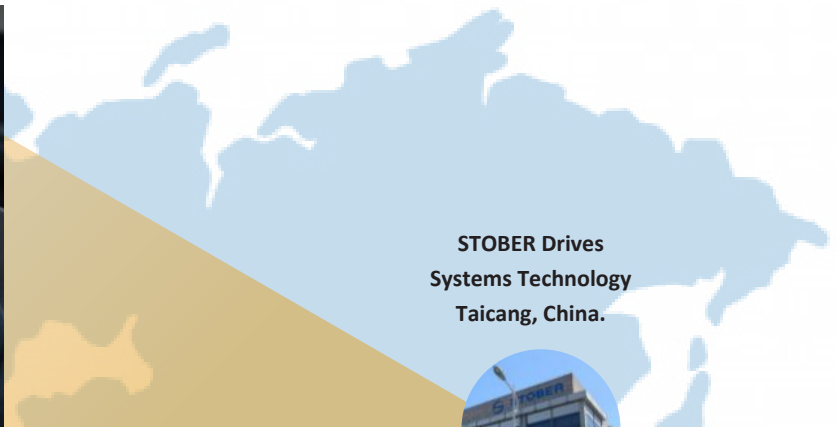 STOBER Drives
Systems Technology
Taicang, China.
STOBER